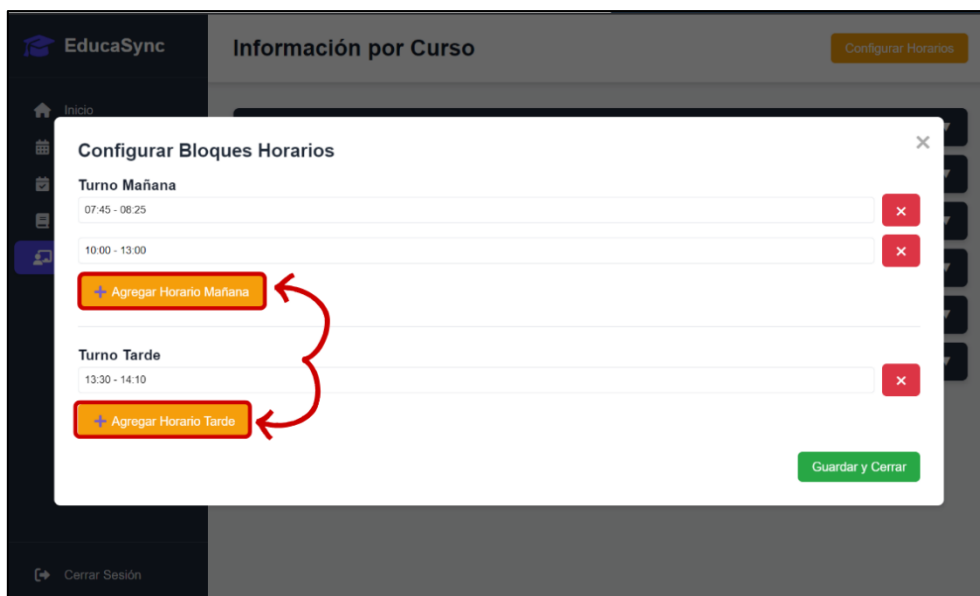 EducaSync
Información por Curso
Configurar Horarios
Inicio
Configurar Bloques Horarios
×
Turno Mañana
07:45 - 08:25
×
10:00 - 13:00
×
+ Agregar Horario Mañana
Turno Tarde
13:30 - 14:10
×
+ Agregar Horario Tarde
Guardar y Cerrar
Cerrar Sesión